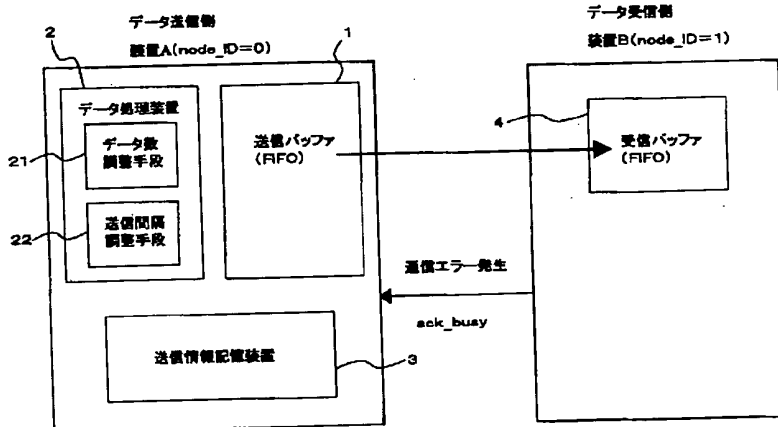 データ送信側
装置A(node_ID=0)
データ受信側
装置B(node_ID=1)
2
1
データ処理装置
21
データ数
調整手段
22
送信間隔
調整手段
送信バッファ
(FIFO)
4
受信バッファ
(FIFO)
通信エラー発生
ack_busy
送信情報記憶装置
3